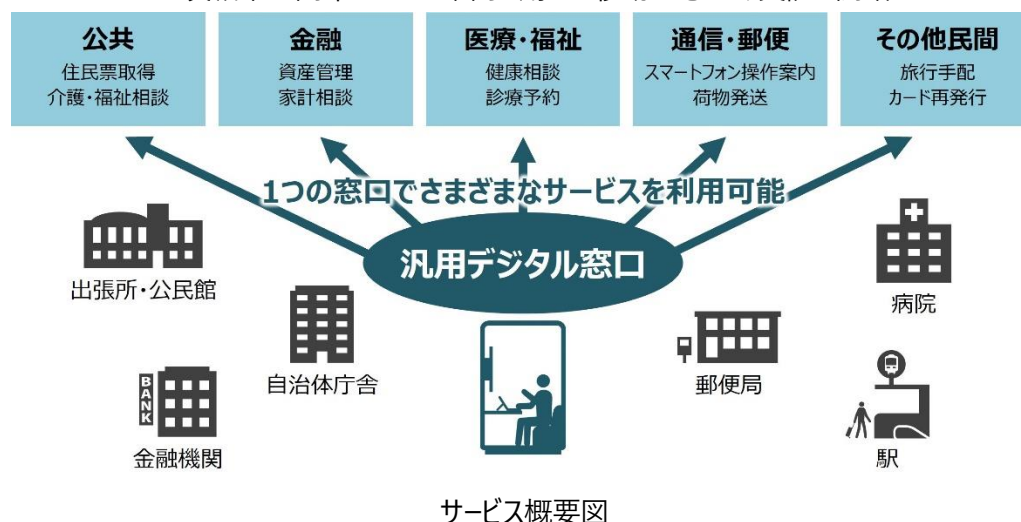 公共
住民票取得
介護・福祉相談
金融
資産管理
家計相談
医療・福祉
健康相談
診療予約
通信・郵便
スマートフォン操作案内
荷物発送
その他民間
旅行手配
カード再発行
1つの窓口でさまざまなサービスを利用可能
汎用デジタル窓口
出張所・公民館
自治体庁舎
BANK
金融機関
郵便局
病院
駅
サービス概要図